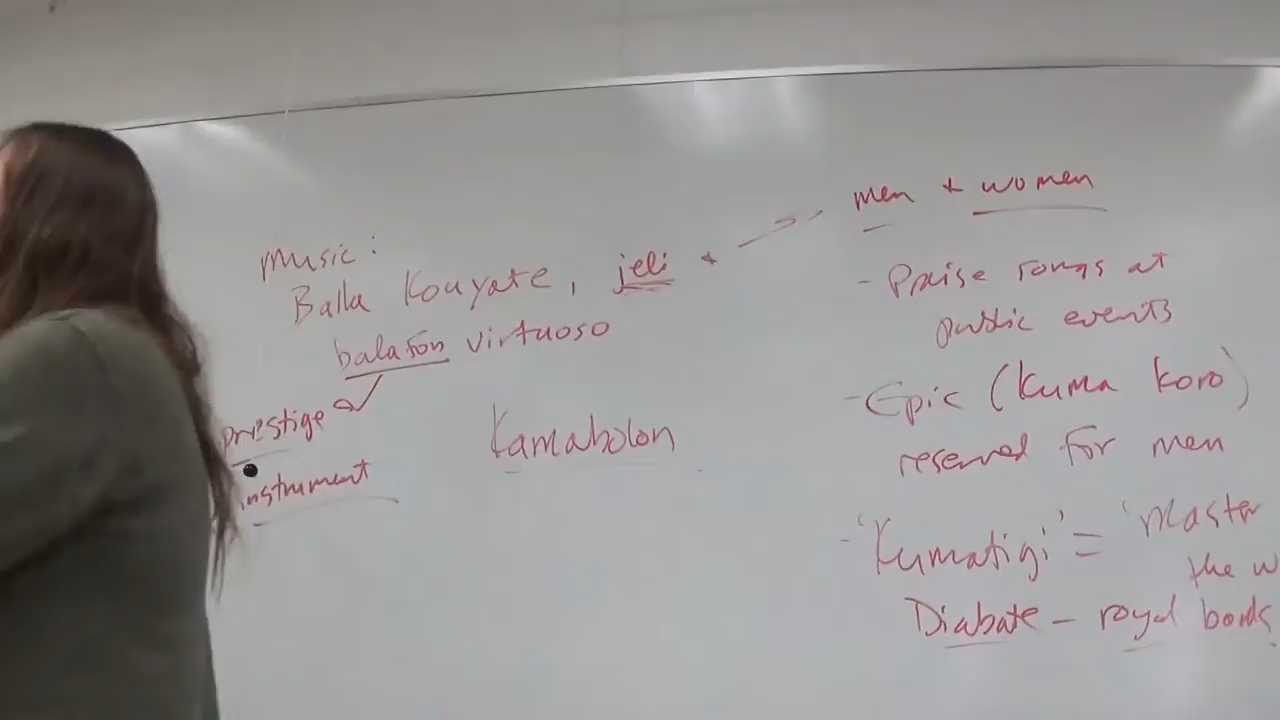 music:
Balla Kouyate, jeli *
balafon virtuoso
prestige
instrument
Kamabolon
men + women
- Praise songs at
public events
- Epic (Kuma Koro)
reserved for men
- 'Kumatigi' = 'Master
the w
Diabate - royal bards